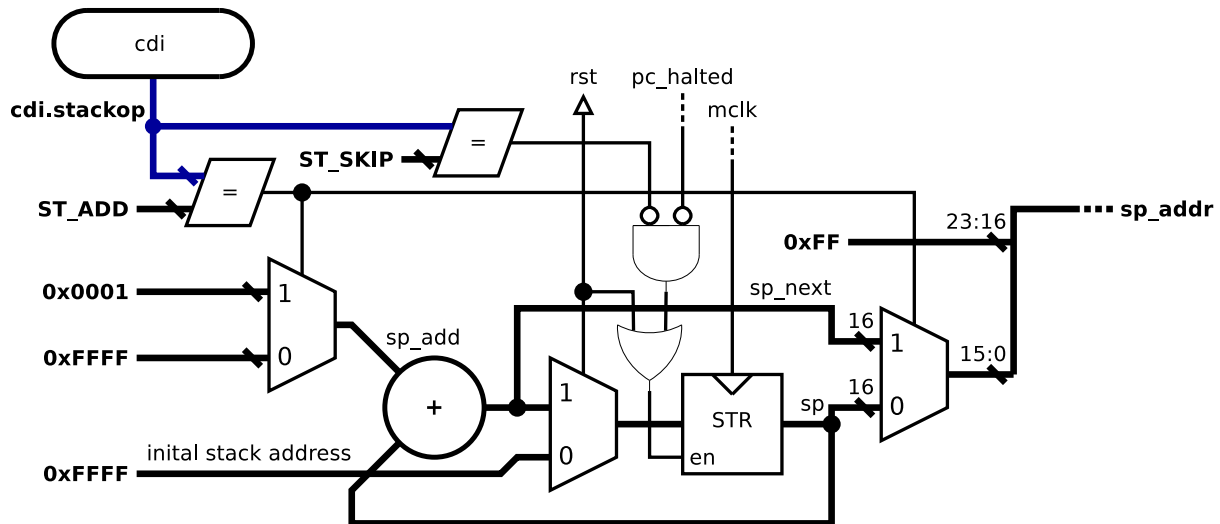 cdi
rst
pc_halted
mclk
cdi.stackop
=
ST_SKIP
=
ST_ADD
sp_addr
23:16
0xFF
0x0001
1
sp_next
16
1
sp_add
15:0
0xFFFF
0
16
1
+
STR
sp
0
inital stack address
0
en
0xFFFF